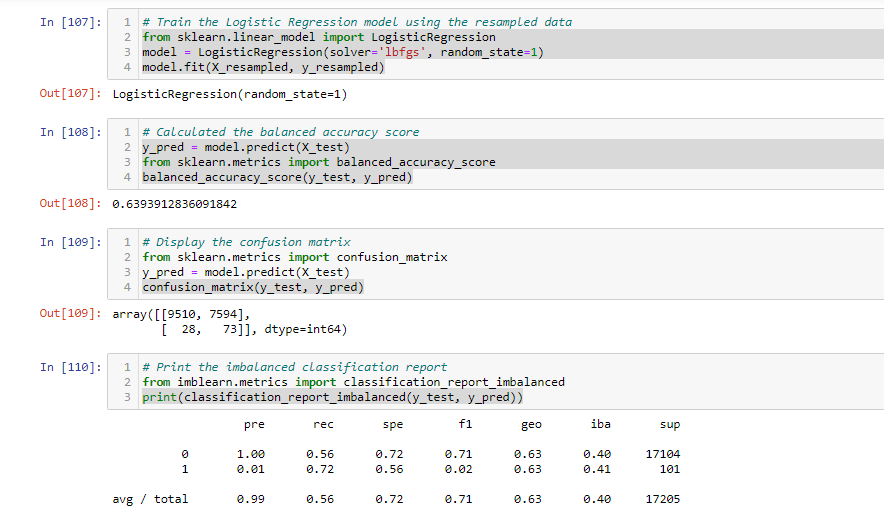 In [107]: 1 # Train the Logistic Regression model using the resampled data
2 from sklearn.linear_model import LogisticRegression
3 model = LogisticRegression(solver='lbfgs', random_state=1)
4 model.fit(X_resampled, y_resampled)
Out[107]: LogisticRegression(random_state=1)
In [108]: 1 # Calculated the balanced accuracy score
2 y_pred = model.predict(X_test)
3 from sklearn.metrics import balanced_accuracy_score
4 balanced_accuracy_score(y_test, y_pred)
Out[108]: 0.6393912836091842
In [109]: 1 # Display the confusion matrix
2 from sklearn.metrics import confusion_matrix
3 y_pred = model.predict(X_test)
4 confusion_matrix(y_test, y_pred)
Out[109]: array([[9510, 7594],
[ 28, 73]], dtype=int64)
In [110]: 1 # Print the imbalanced classification report
2 from imblearn.metrics import classification_report_imbalanced
3 print(classification_report_imbalanced(y_test, y_pred))
pre rec spe f1 geo iba sup
0 1.00 0.56 0.72 0.71 0.63 0.40 17104
1 0.01 0.72 0.56 0.02 0.63 0.41 101
avg / total 0.99 0.56 0.72 0.71 0.63 0.40 17205